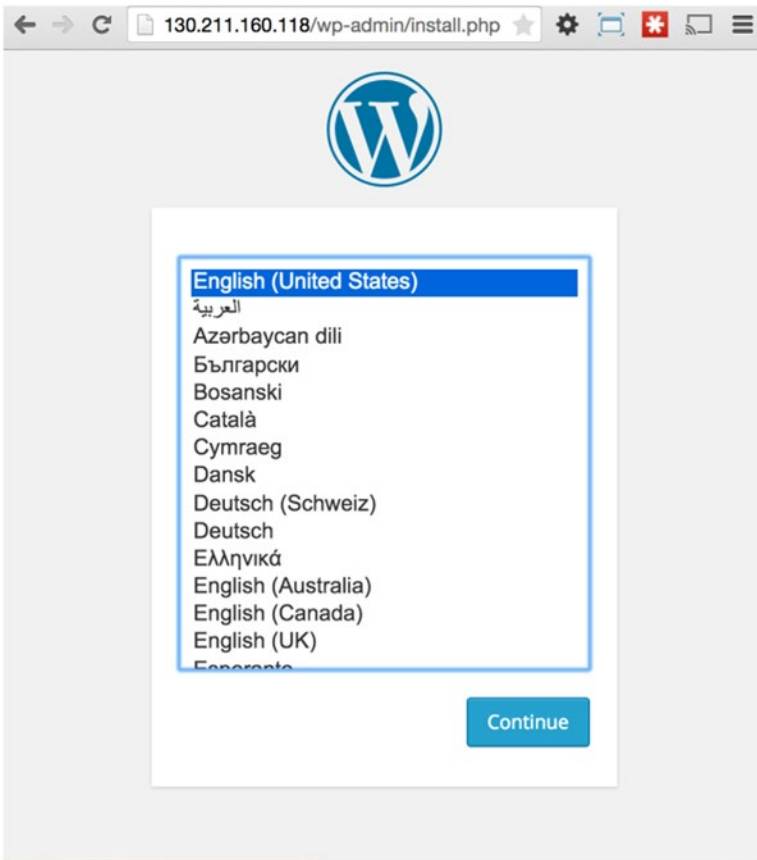 130.211.160.118/wp-admin/install.php
W
English (United States)
العربية
Azərbaycan dili
Български
Bosanski
Català
Cymraeg
Dansk
Deutsch (Schweiz)
Deutsch
Ελληνικά
English (Australia)
English (Canada)
English (UK)
Esperanto
Continue